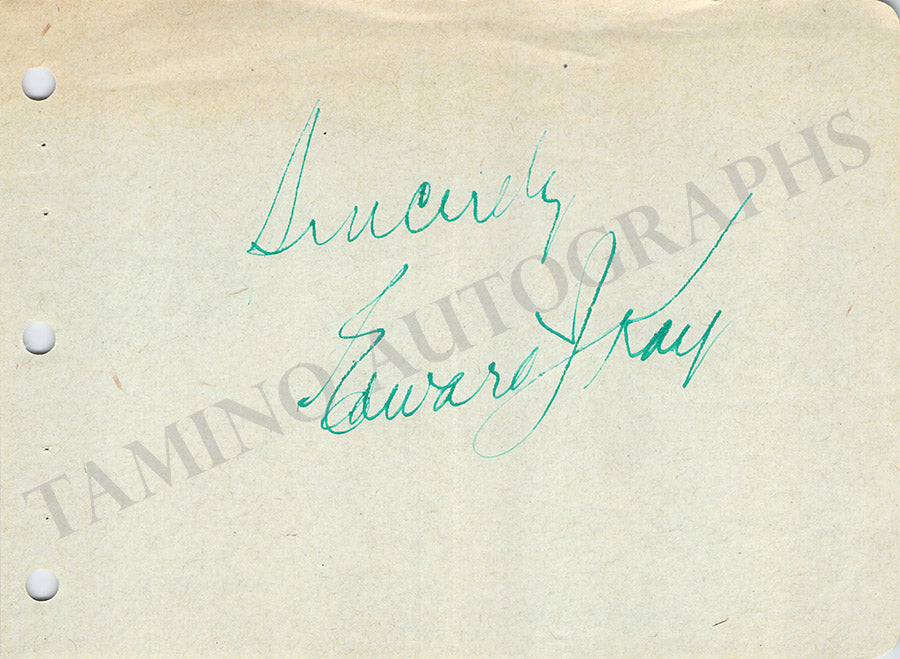 Sincerely
Edward J Kay
TAMINO AUTOGRAPHS